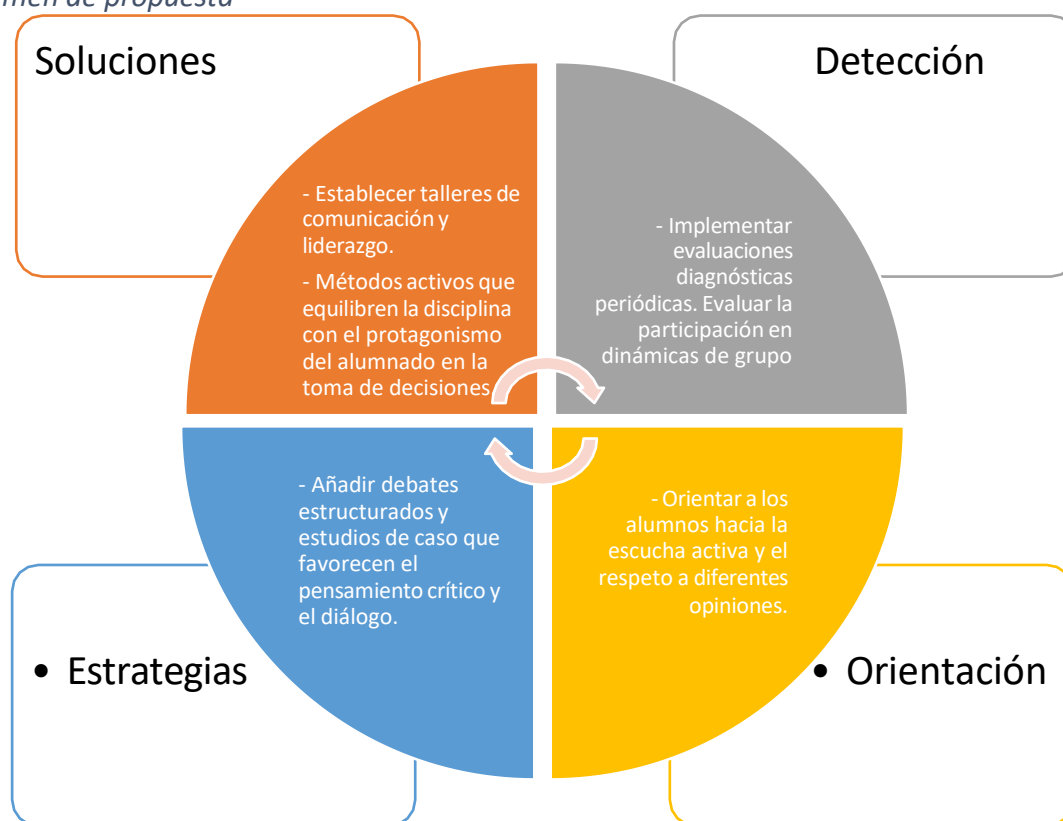 de propuesta
Soluciones
Detección
- Establecer talleres de
comunicación y
liderazgo.
- Métodos activos que
equilibren la disciplina
con el protagonismo
del alumnado en la
toma de decisiones
- Implementar
evaluaciones
diagnósticas
periódicas. Evaluar la
participación en
dinámicas de grupo
- Añadir debates
estructurados y
estudios de caso que
favorecen el
pensamiento crítico y
el diálogo.
- Orientar a los
alumnos hacia la
escucha activa y el
respeto a diferentes
opiniones.
• Estrategias
• Orientación